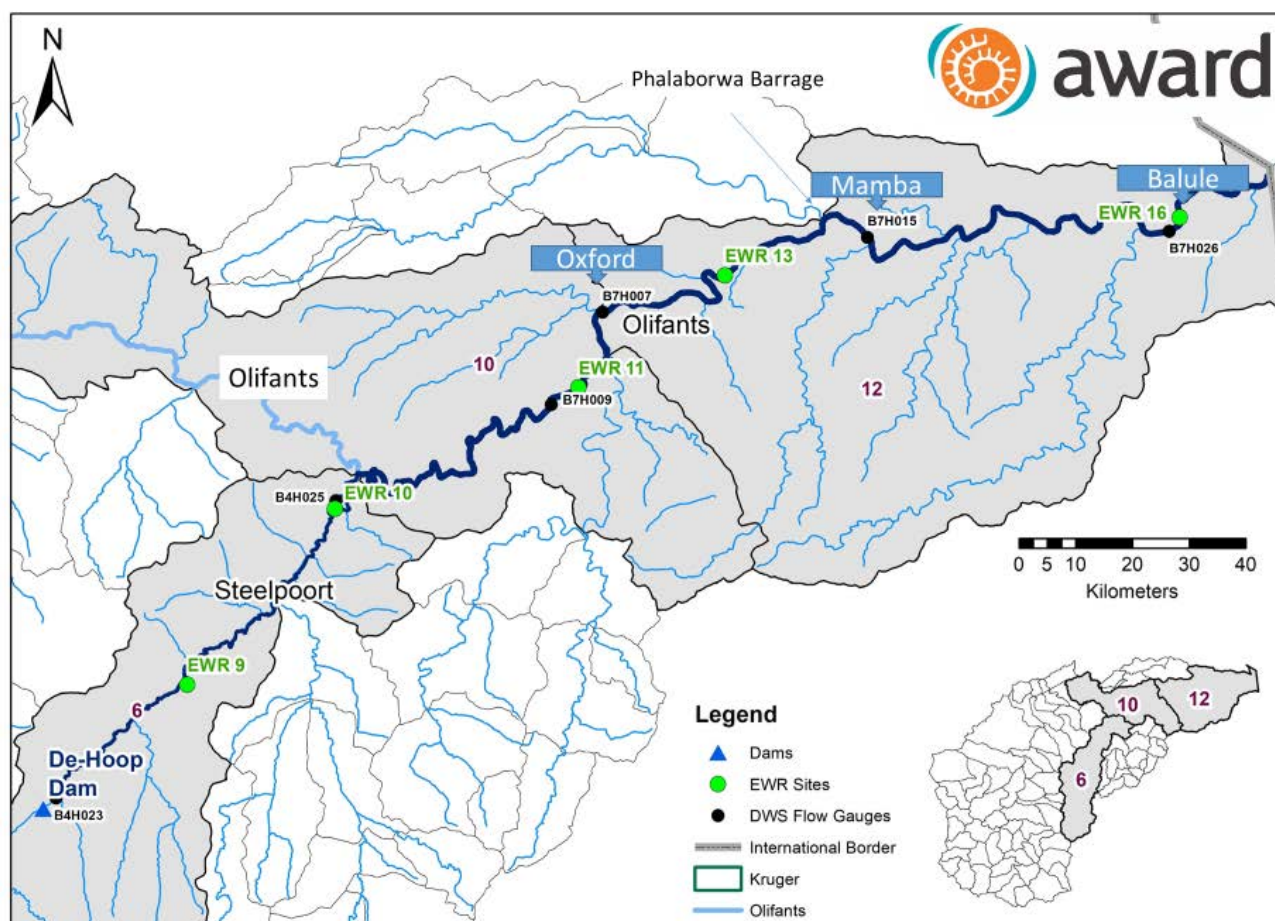 N
award
Phalaborwa Barrage
Mamba
B7H015
Balule
EWR 16
B7H026
Oxford
EWR 13
B7H007
Olifants
10
EWR 11
Olifants
B7H009
12
B4H025
EWR 10
Steelpoort
EWR 9
6
De-Hoop
Dam
B4H023
0 5 10 20 30 40
Kilometers
Legend
Dams
EWR Sites
DWS Flow Gauges
International Border
Kruger
Olifants
10
12
6